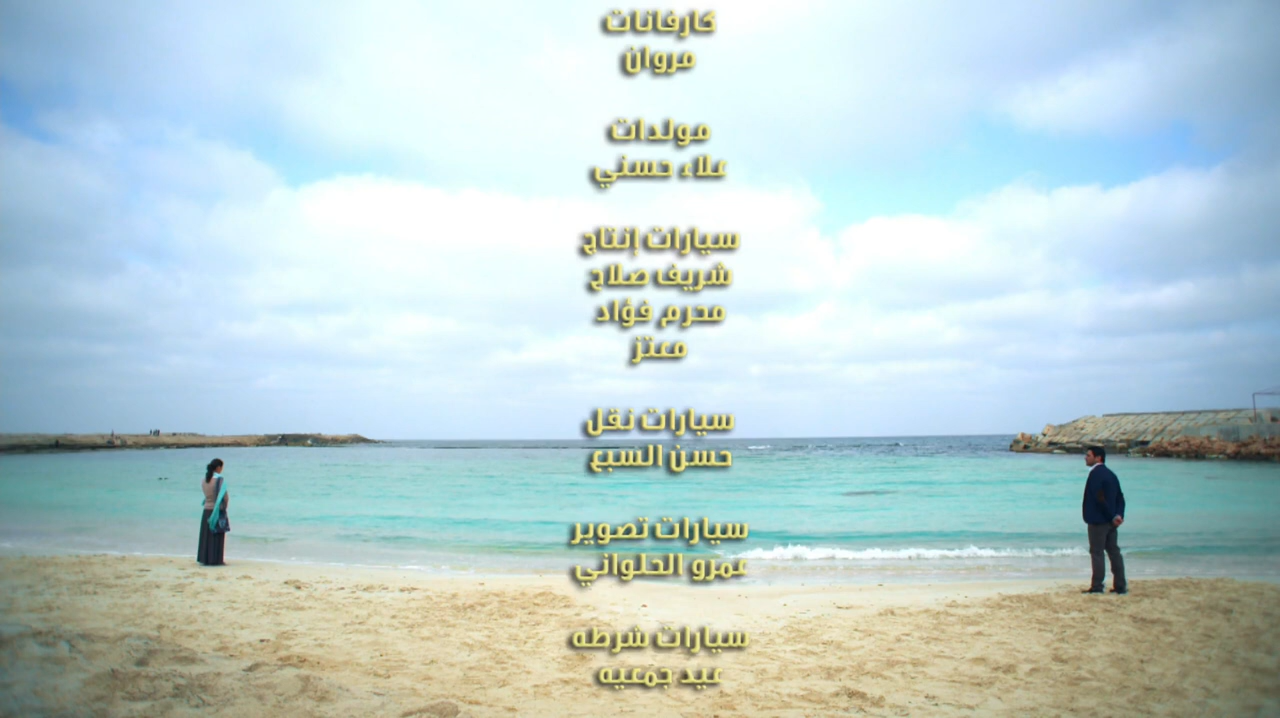 كارفانات
مروان
مولدات
علاء حسني
سيارات إنتاج
شريف صلاح
محرم فؤاد
معتز
سيارات نقل
حسن السبع
سيارات تصوير
عمرو الحلواني
سيارات شرطه
عيد جمعيه